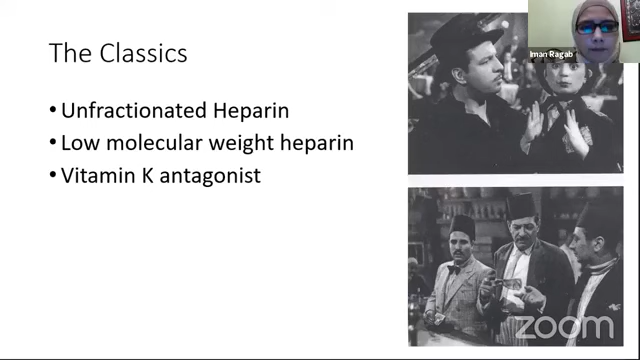 The Classics
• Unfractionated Heparin
• Low molecular weight heparin
• Vitamin K antagonist
Iman Ragab
zoom